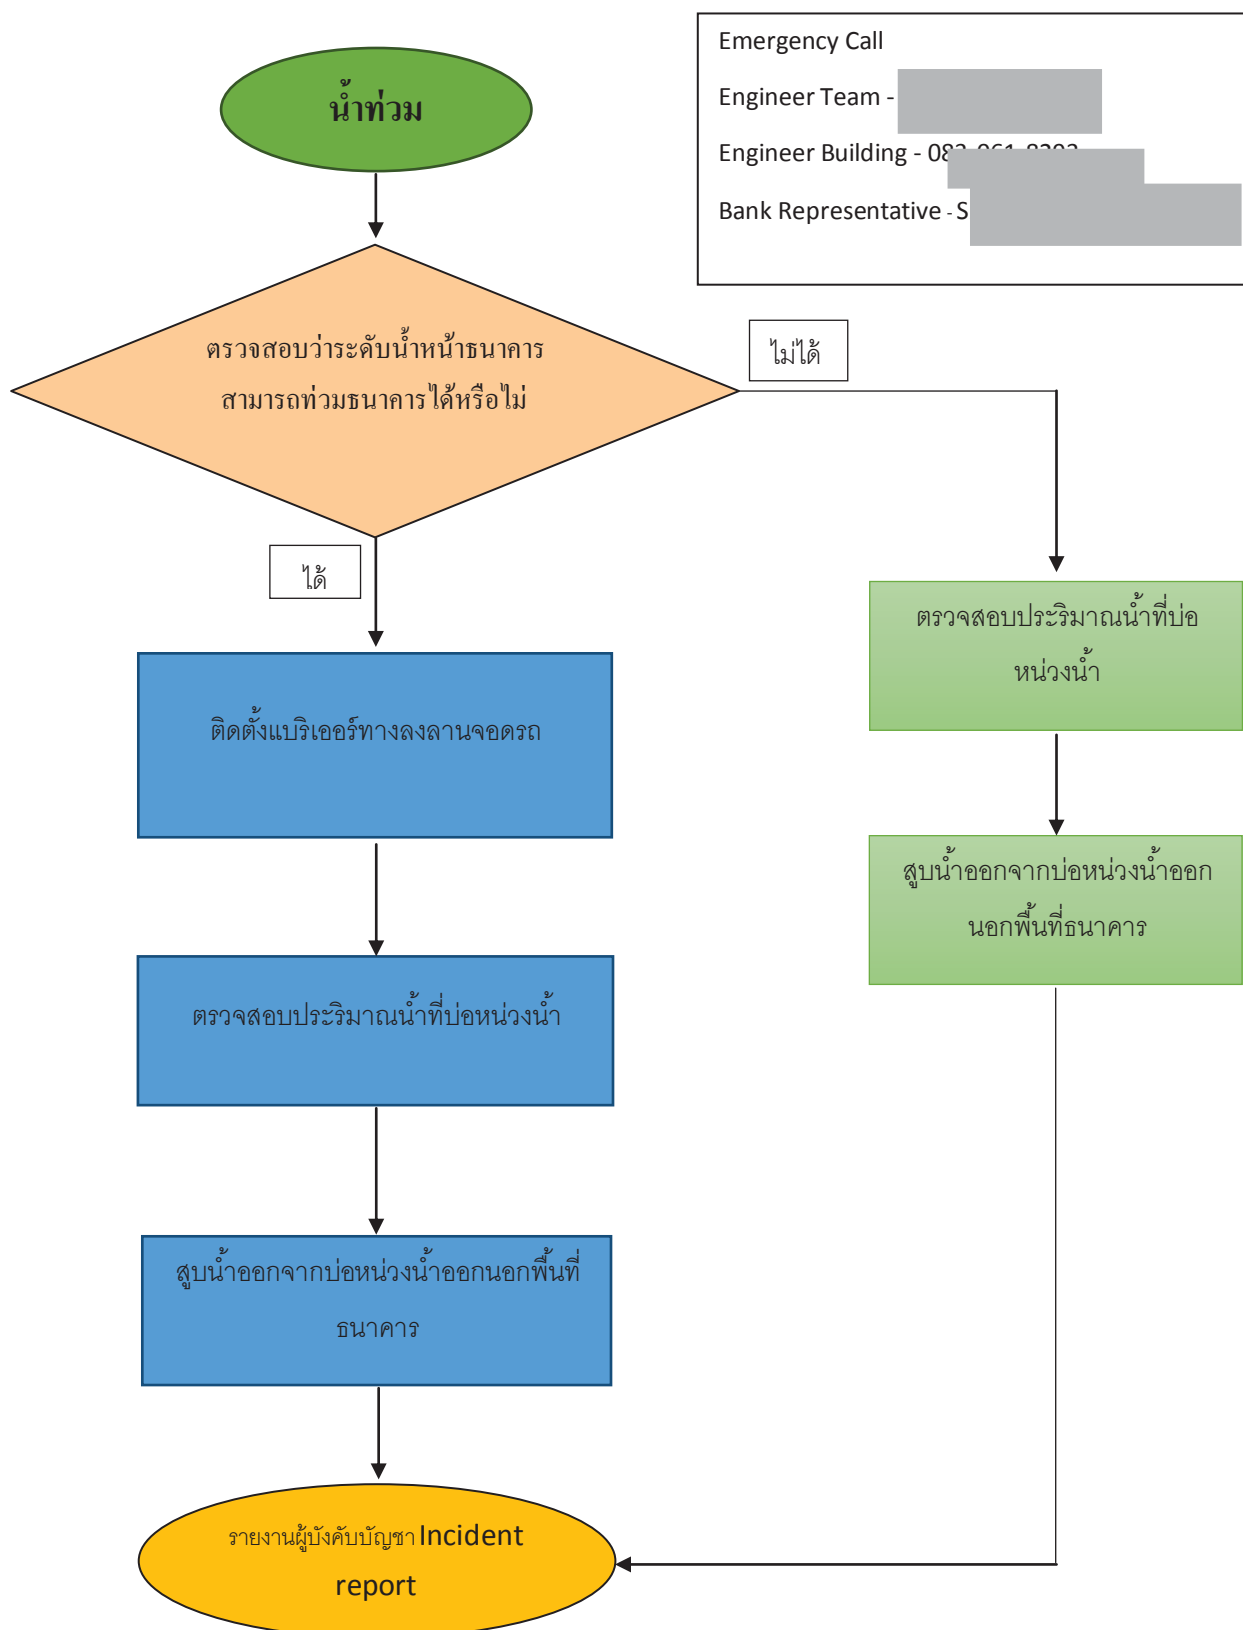 Emergency Call
Engineer Team -
Engineer Building -
Bank Representative - S
น้ำท่วม
ตรวจสอบว่าระดับน้ำหน้าธนาคาร
สามารถท่วมธนาคารได้หรือไม่
ไม่ได้
ได้
ตรวจสอบประริมาณน้ำที่บ่อ
หน่วงน้ำ
ติดตั้งแบริเออร์ทางลงลานจอดรถ
สูบน้ำออกจากบ่อหน่วงน้ำออก
นอกพื้นที่ธนาคาร
ตรวจสอบประริมาณน้ำที่บ่อหน่วงน้ำ
สูบน้ำออกจากบ่อหน่วงน้ำออกนอกพื้นที่
ธนาคาร
รายงานผู้บังคับบัญชา Incident
report